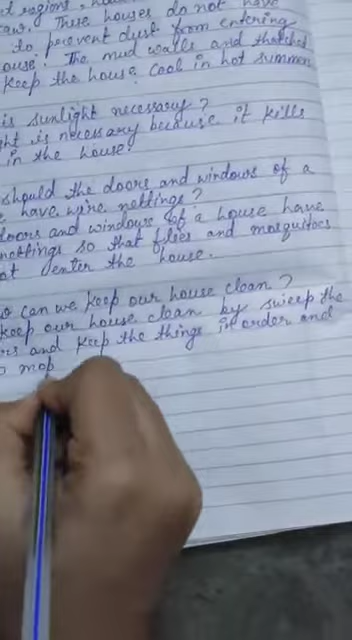 regions,
These houses do not have
to prevent dust from entering
ouse. The mud walls and thatched
keep the house cool in hot summer
is sunlight necessary?
ght is necessary because it kills
in the house.
should the doors and windows of a
have wire nettings?
doors and windows of a house have
nettings so that flies and mosquitoes
ot enter the house.
can we keep our house clean?
keep our house clean by sweep the
rs and keep the things in order and
mop